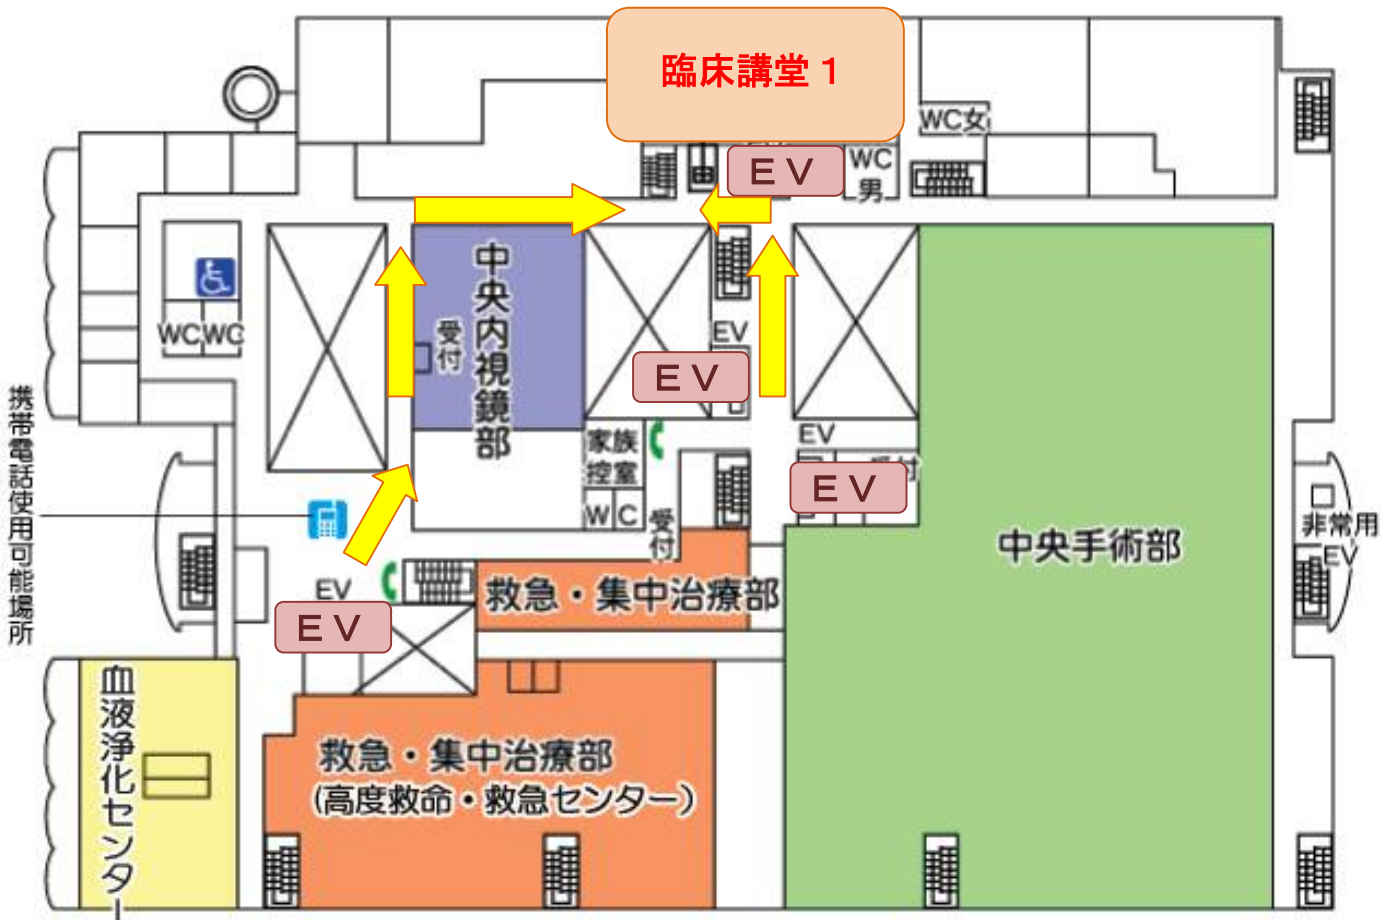 臨床講堂１
WC女
ＥＶ
WC
男
中央内視鏡部
受付
WC
WC
EV
ＥＶ
携帯電話使用可能場所
家族
控室
W
C
受付
EV
ＥＶ
中央手術部
非常用
EV
EV
ＥＶ
救急・集中治療部
血液浄化センター
救急・集中治療部
(高度救命・救急センター)